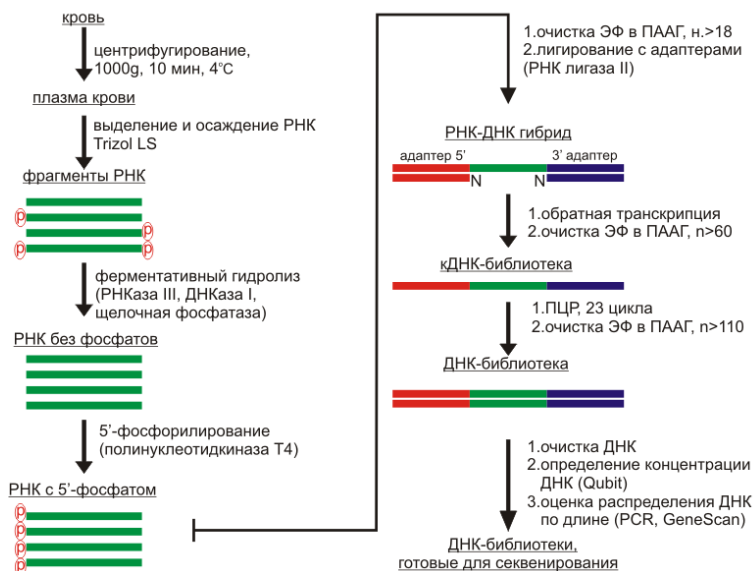 кровь
центрифугирование,
1000g, 10 мин, 4°C
плазма крови
выделение и осаждение РНК
Trizol LS
фрагменты РНК
p
p
p
p
p
ферментативный гидролиз
(РНКаза III, ДНКаза I,
щелочная фосфатаза)
РНК без фосфатов
5’-фосфорилирование
(полинуклеотидкиназа T4)
РНК с 5’-фосфатом
p
p
p
p
1.очистка ЭФ в ПААГ, н.>18
2.лигирование с адаптерами
(РНК лигаза II)
РНК-ДНК гибрид
адаптер 5’ 3’ адаптер
N N
1.обратная транскрипция
2.очистка ЭФ в ПААГ, n>60
кДНК-библиотека
1.ПЦР, 23 цикла
2.очистка ЭФ в ПААГ, n>110
ДНК-библиотека
1.очистка ДНК
2.определение концентрации
ДНК (Qubit)
3.оценка распределения ДНК
по длине (PCR, GeneScan)
ДНК-библиотеки,
готовые для секвенирования